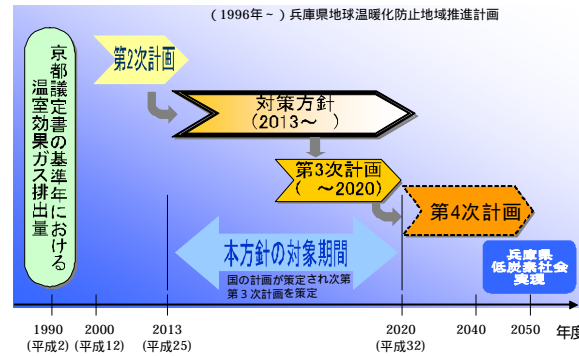 (1996年~)兵庫県地球温暖化防止地域推進計画
京都議定書の基準年における
温室効果ガス排出量
第2次計画
対策方針
(2013~ )
第3次計画
( ~2020)
第4次計画
本方針の対象期間
国の計画が策定され次第
第3次計画を策定
兵庫県
低炭素社会
実現
1990 2000 2013 2020 2040 2050 年度
(平成2) (平成12) (平成25) (平成32)